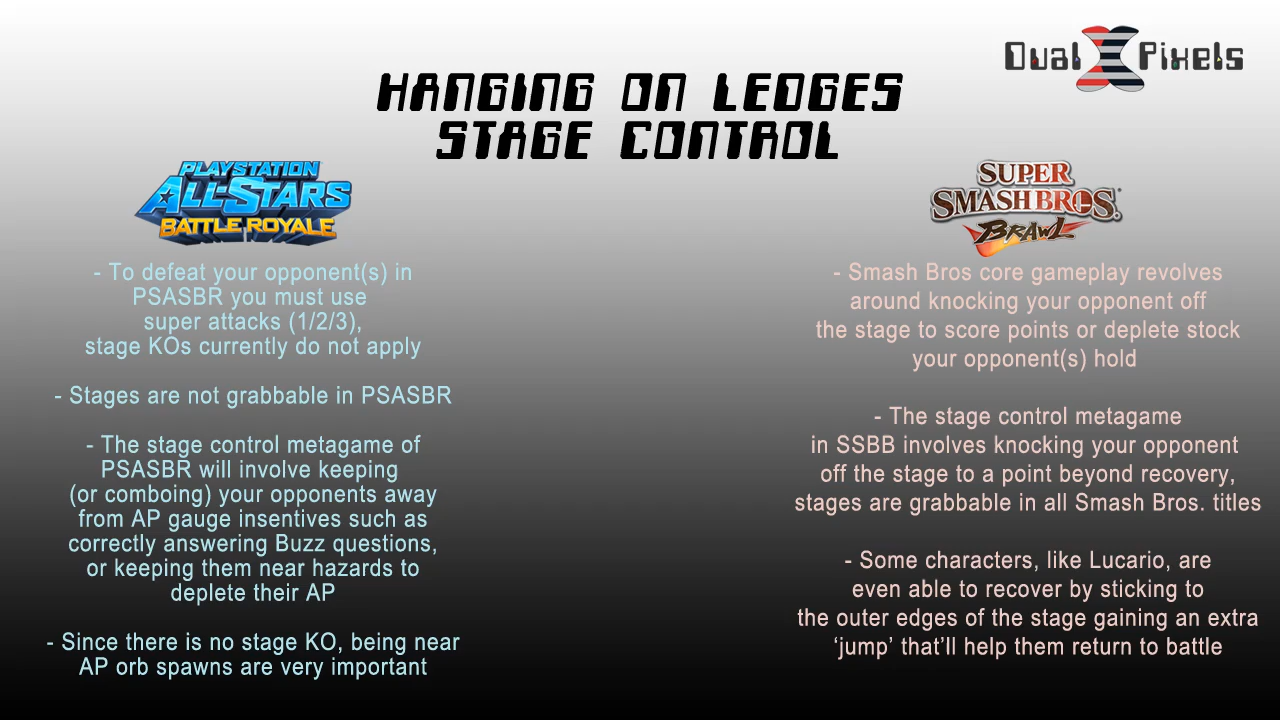 Dual Pixels
HANGING ON LEDGES
STAGE CONTROL
PLAYSTATION
ALL-STARS
BATTLE ROYALE
- To defeat your opponent(s) in
PSASBR you must use
super attacks (1/2/3),
stage KOs currently do not apply
- Stages are not grabbable in PSASBR
- The stage control metagame of
PSASBR will involve keeping
(or comboing) your opponents away
from AP gauge insentives such as
correctly answering Buzz questions,
or keeping them near hazards to
deplete their AP
- Since there is no stage KO, being near
AP orb spawns are very important
SUPER
SMASH BROS.
BRAWL
- Smash Bros core gameplay revolves
around knocking your opponent off
the stage to score points or deplete stock
your opponent(s) hold
- The stage control metagame
in SSBB involves knocking your opponent
off the stage to a point beyond recovery,
stages are grabbable in all Smash Bros. titles
- Some characters, like Lucario, are
even able to recover by sticking to
the outer edges of the stage gaining an extra
‘jump’ that’ll help them return to battle